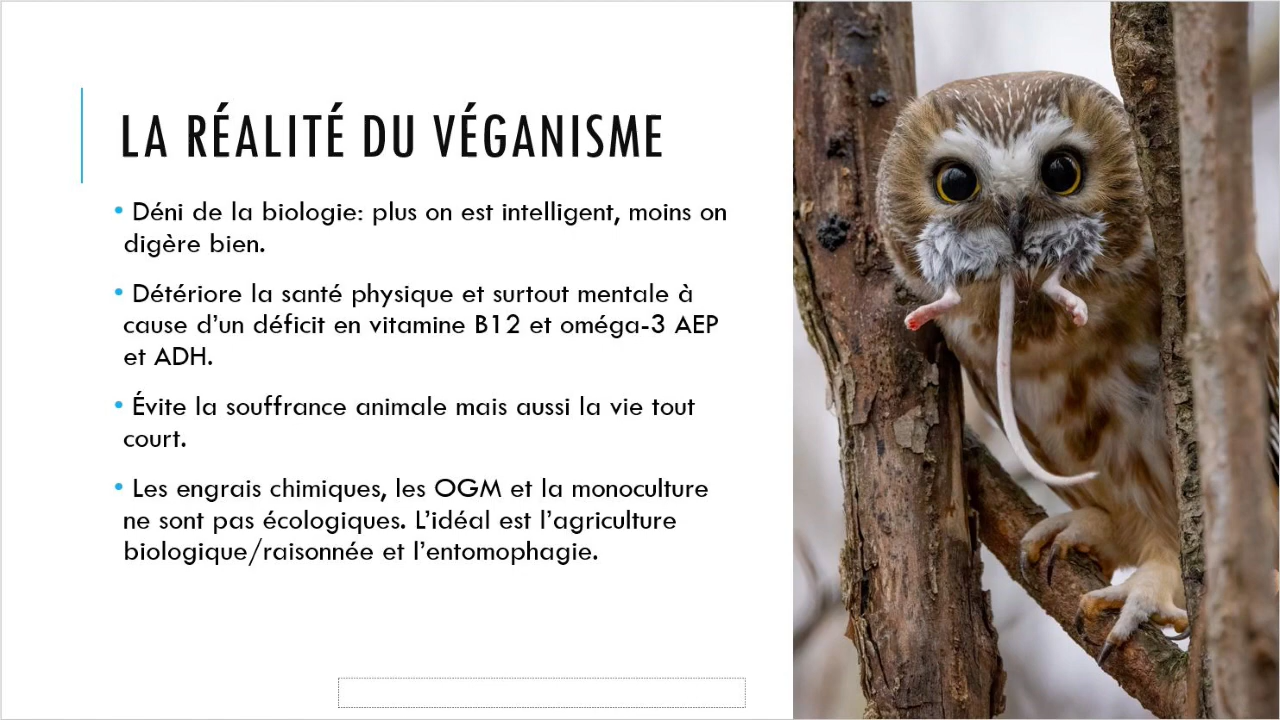 LA RÉALITÉ DU VÉGANISME
• Déni de la biologie: plus on est intelligent, moins on
digère bien.
• Détériore la santé physique et surtout mentale à
cause d’un déficit en vitamine B12 et oméga-3 AEP
et ADH.
• Évite la souffrance animale mais aussi la vie tout
court.
• Les engrais chimiques, les OGM et la monoculture
ne sont pas écologiques. L’idéal est l’agriculture
biologique/raisonnée et l’entomophagie.